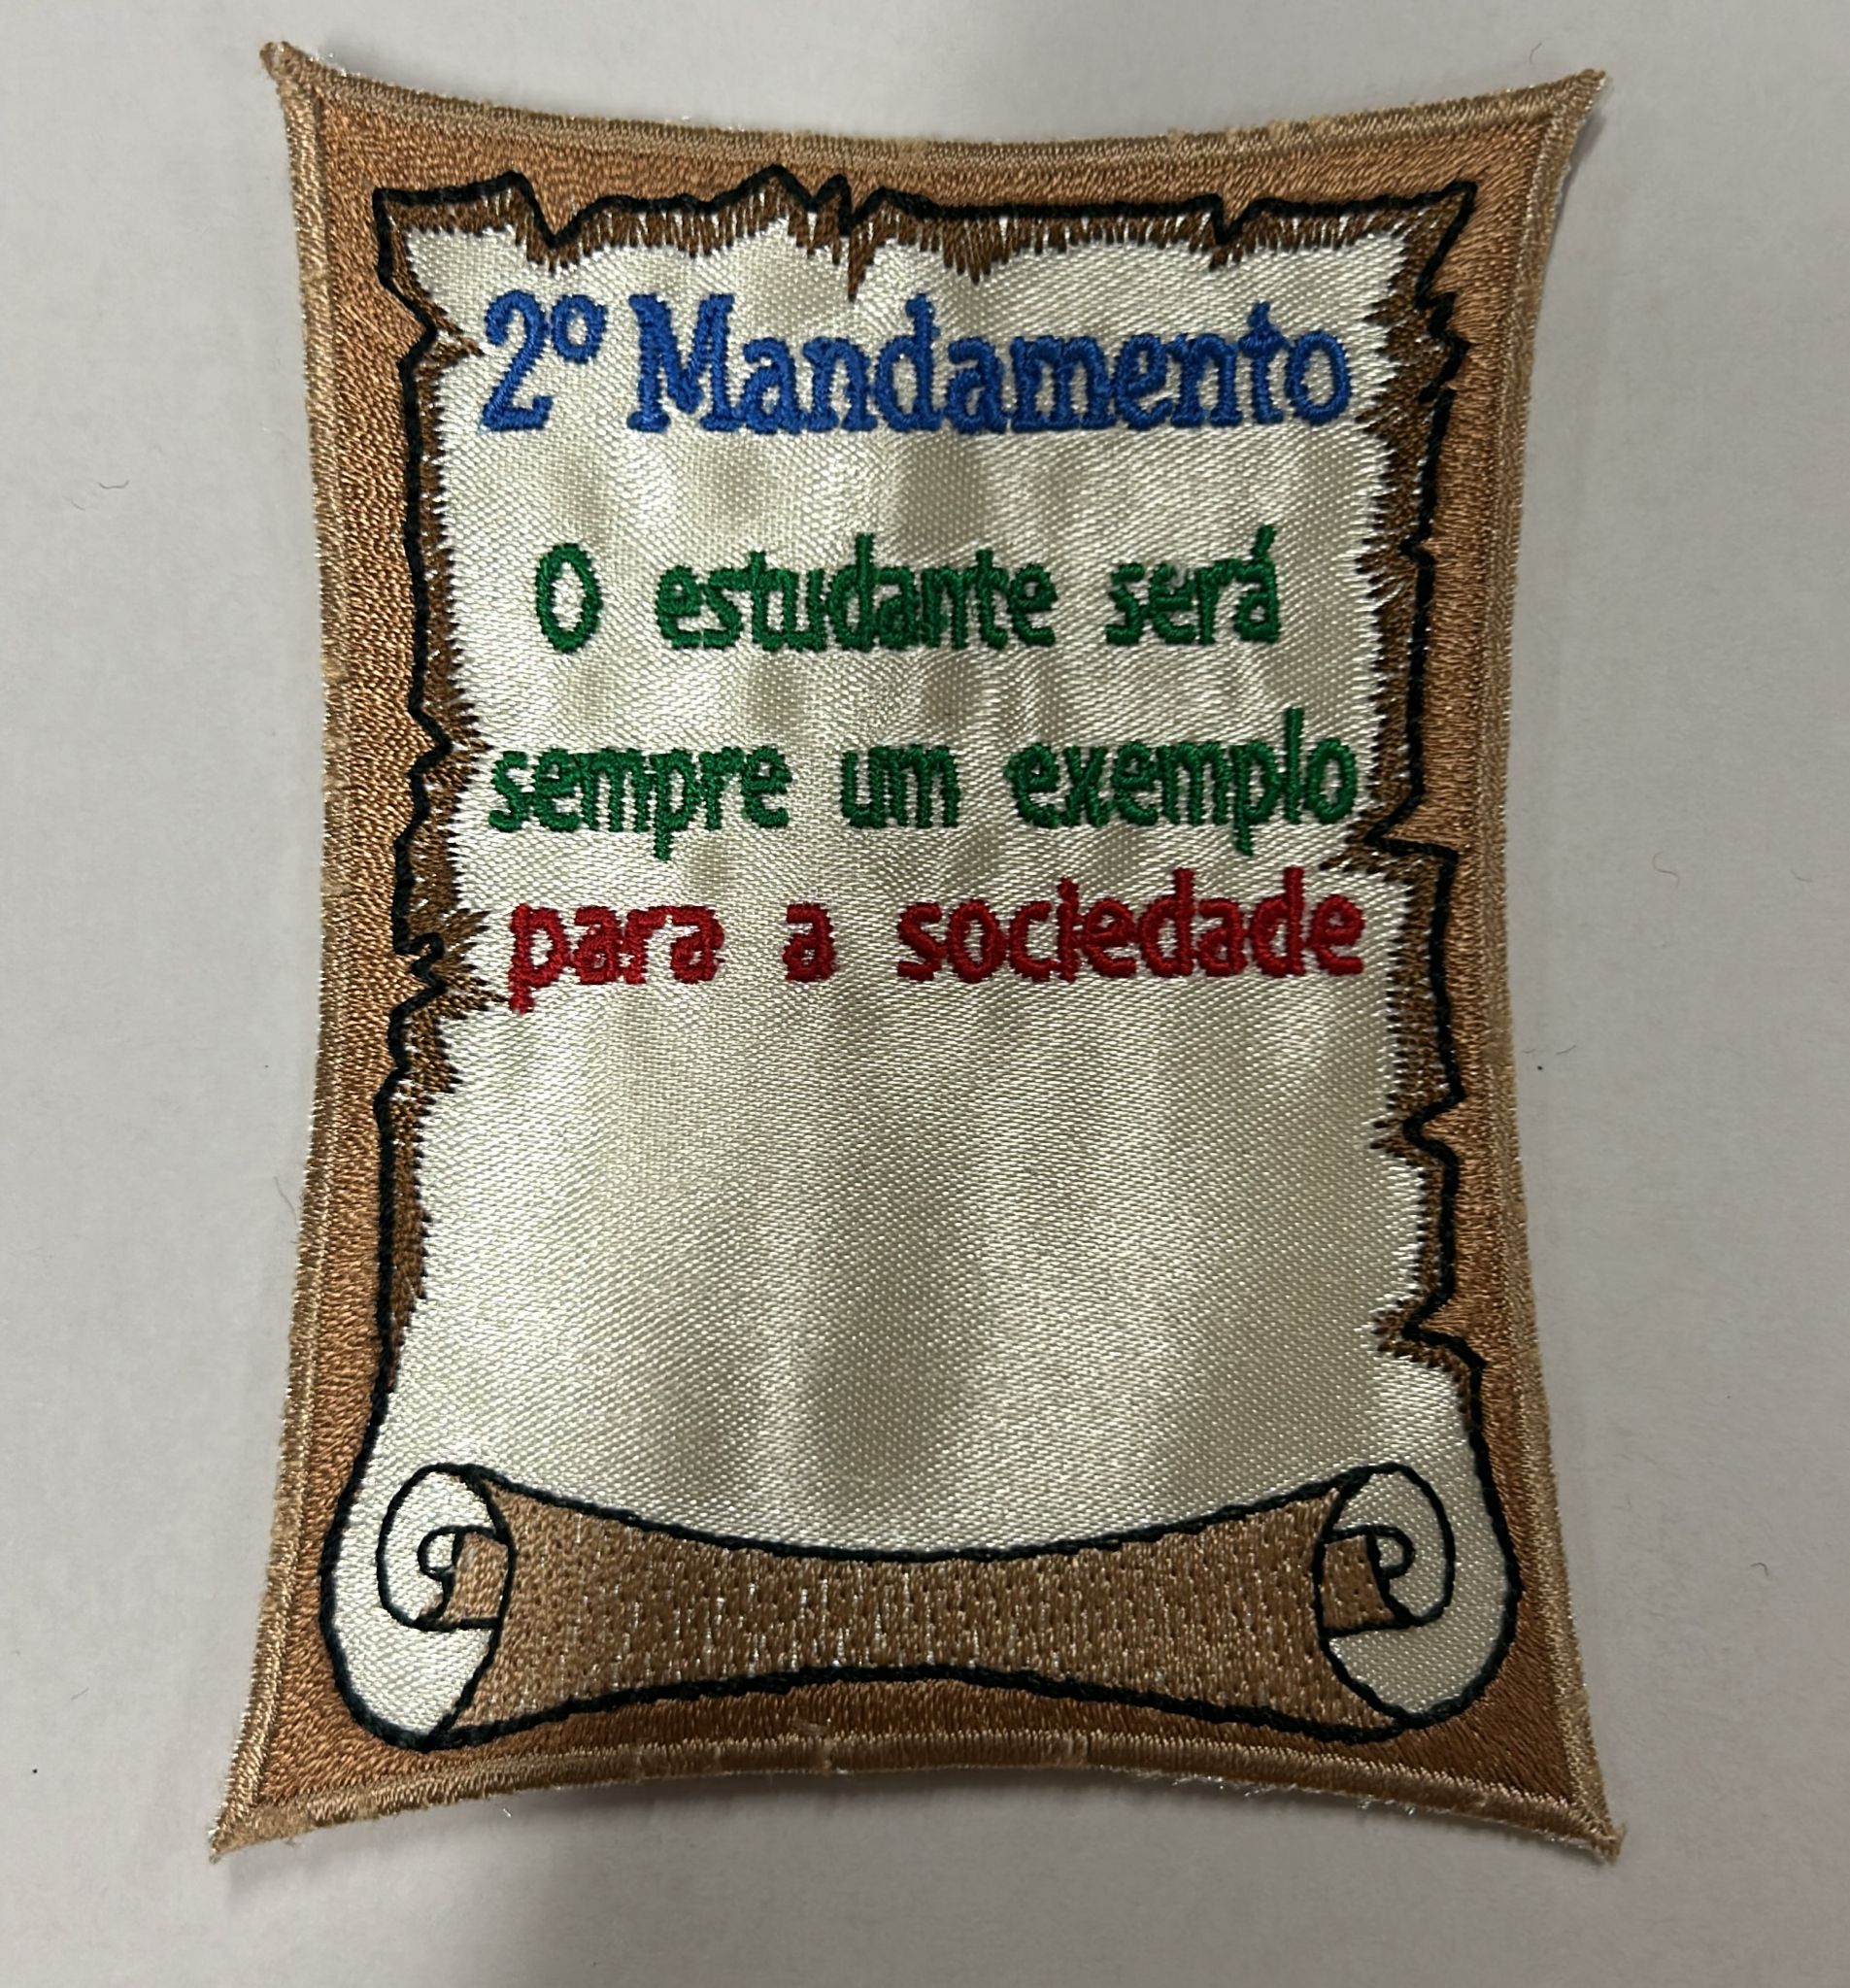 2º Mandamento
O estudante será
sempre um exemplo
para a sociedade